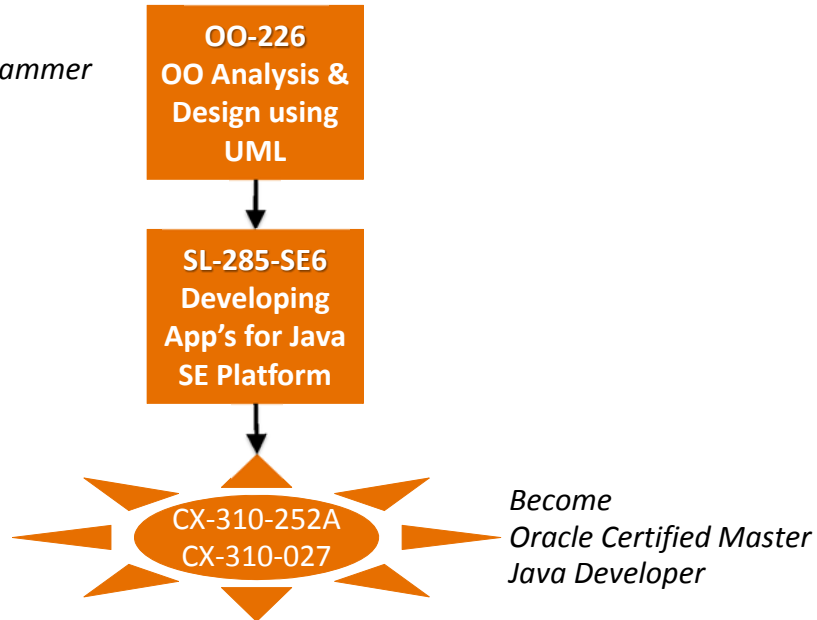 OO-226
OO Analysis &
Design using
UML
SL-285-SE6
Developing
App’s for Java
SE Platform
CX-310-252A
CX-310-027
Become
Oracle Certified Master
Java Developer